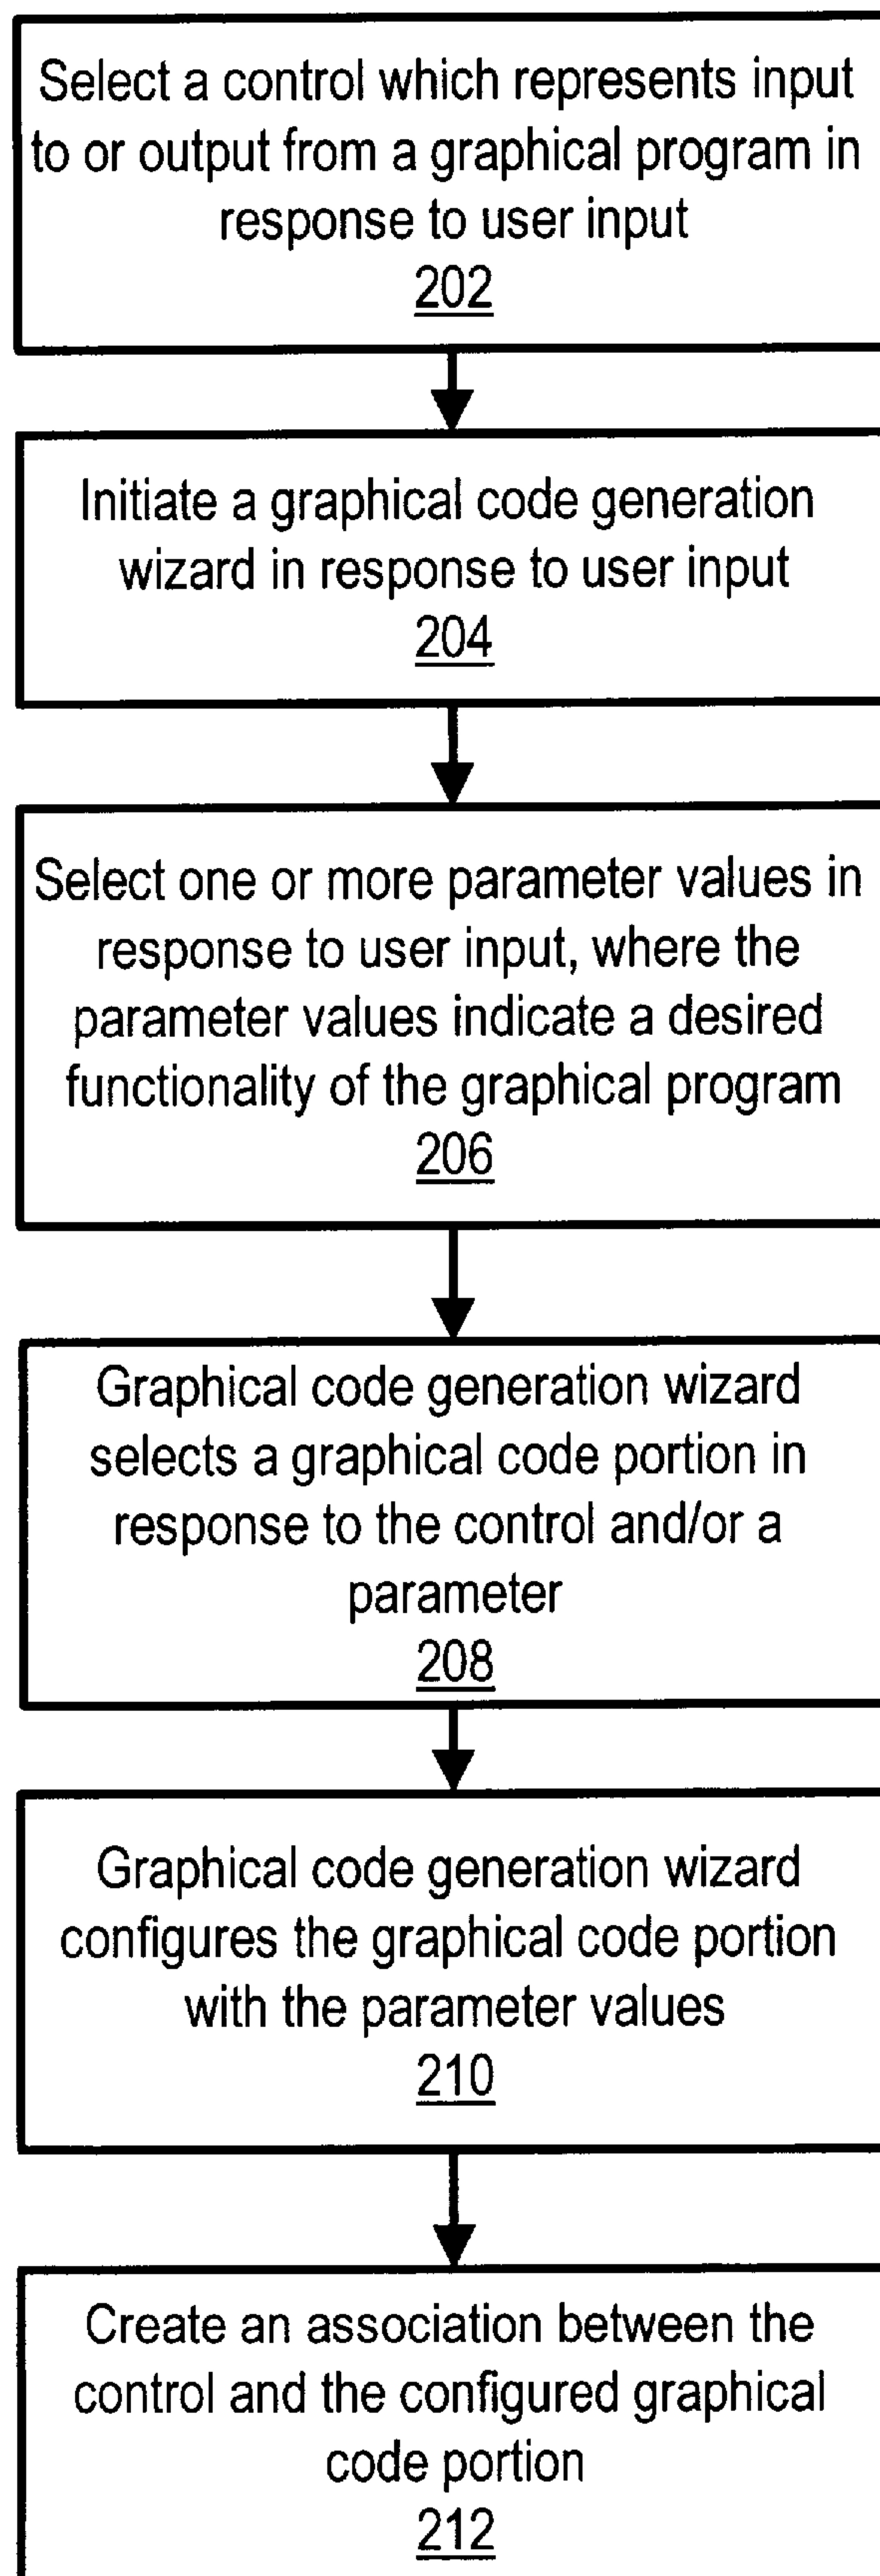 Select a control which represents input
to or output from a graphical program in
response to user input
202
Initiate a graphical code generation
wizard in response to user input
204
Select one or more parameter values in
response to user input, where the
parameter values indicate a desired
functionality of the graphical program
206
Graphical code generation wizard
selects a graphical code portion in
response to the control and/or a
parameter
208
Graphical code generation wizard
configures the graphical code portion
with the parameter values
210
Create an association between the
control and the configured graphical
code portion
212